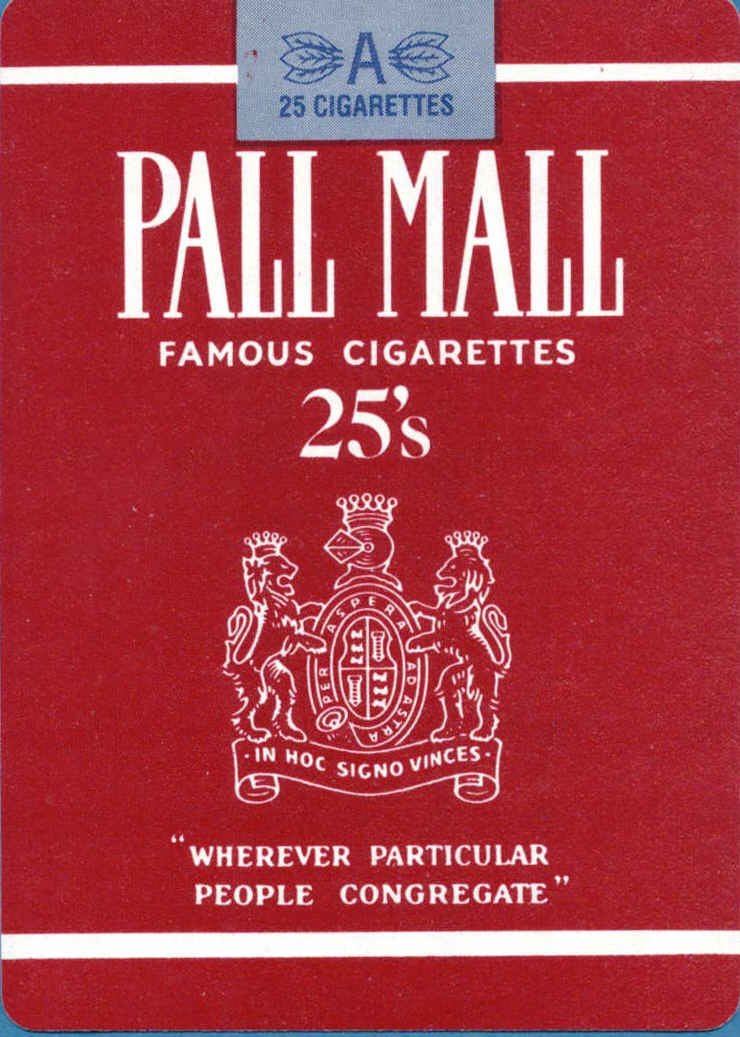 A
25 CIGARETTES
PALL MALL
FAMOUS CIGARETTES
25's
PER ASPERA AD ASTRA
· IN HOC SIGNO VINCES ·
“WHEREVER PARTICULAR
PEOPLE CONGREGATE”